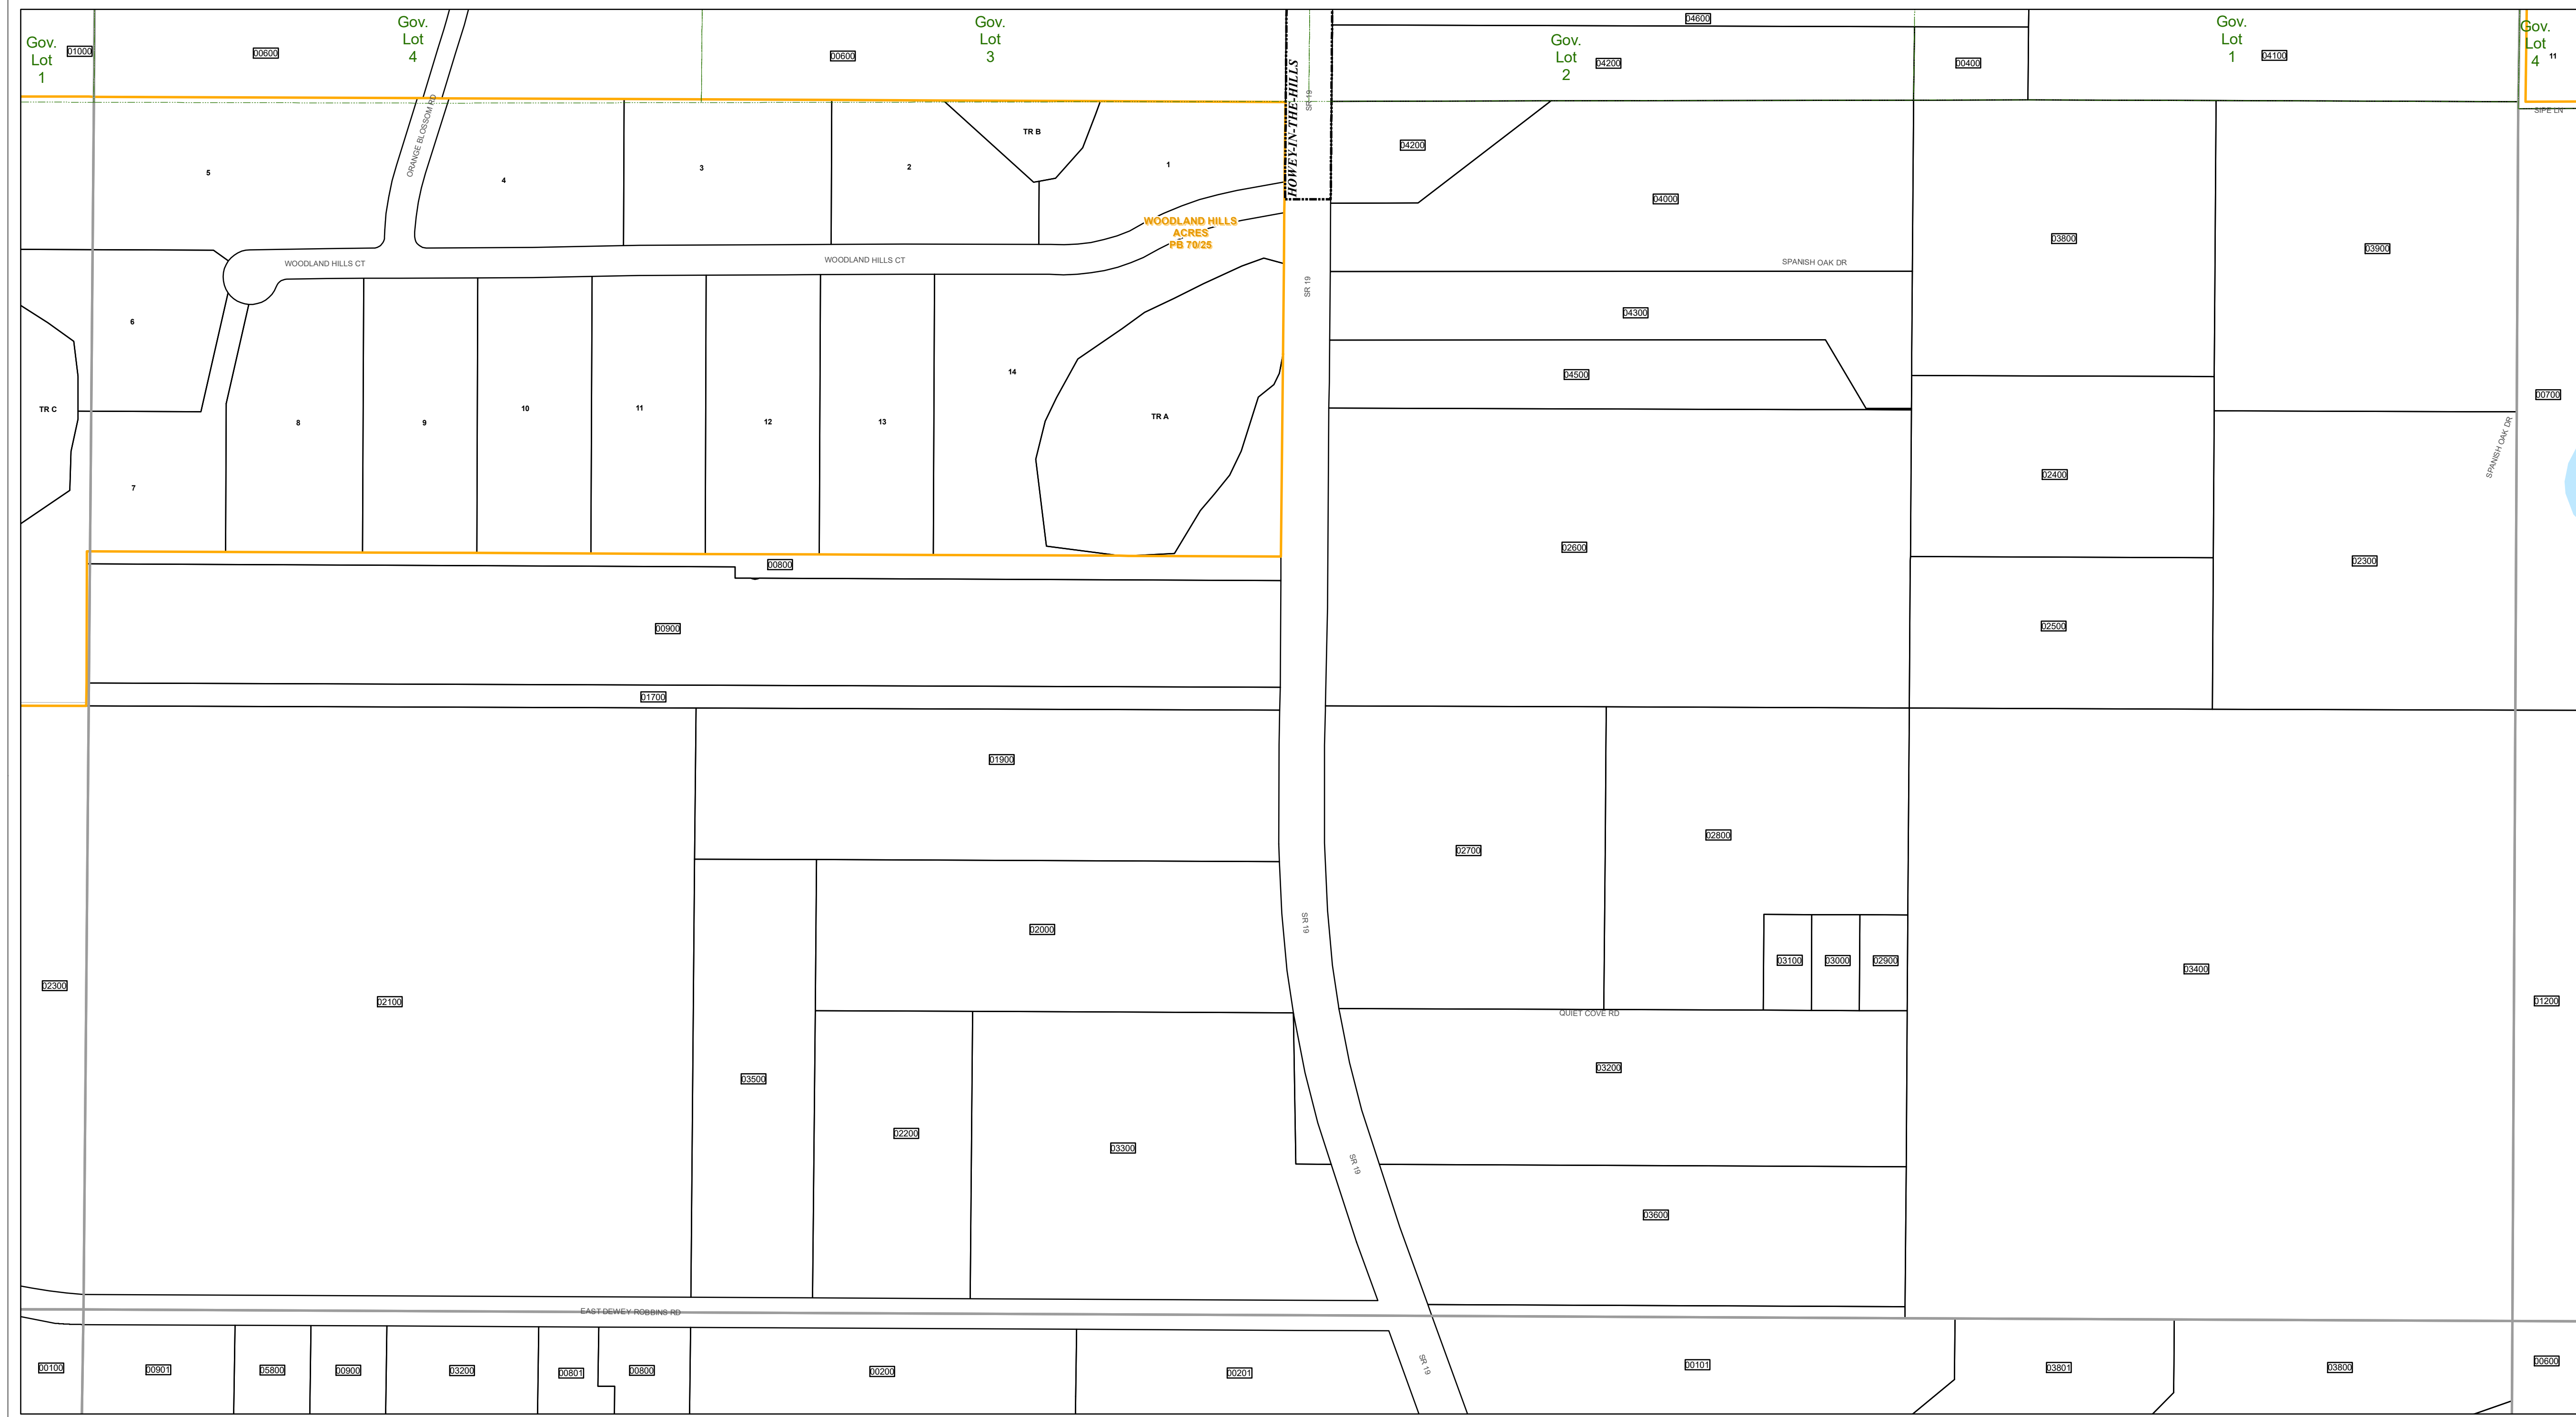 Gov.
Lot
1
01000
00600
Gov.
Lot
4
00600
Gov.
Lot
3
HOWEY-IN-THE-HILLS
SR 19
04600
Gov.
Lot
2
04200
00400
Gov.
Lot
1
04100
Gov.
Lot
4
11
SIPE LN
ORANGE BLOSSOM RD
5
4
3
2
TR B
1
04200
04000
03800
03900
WOODLAND HILLS
ACRES
PB 70/25
WOODLAND HILLS CT
WOODLAND HILLS CT
SR 19
SPANISH OAK DR
04300
6
04500
14
00700
TR C
8
9
10
11
12
13
TR A
SPANISH OAK DR
02400
7
02600
02300
00800
00900
02500
01700
01900
02700
02800
02000
SR 19
03100
03000
02900
03400
02300
02100
01200
QUIET COVE RD
03500
03200
02200
03300
SR 19
03600
EAST DEWEY ROBBINS RD
00100
00901
05800
00900
03200
00801
00800
00200
00201
SR 19
00101
03801
03800
00600